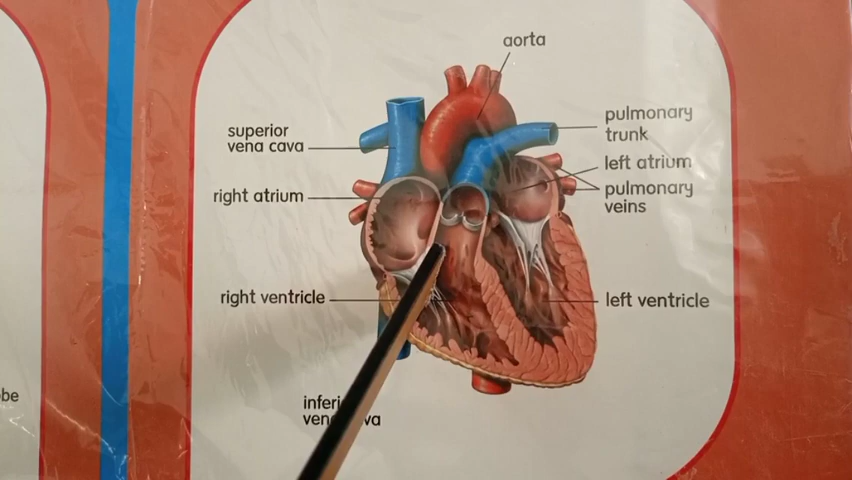 aorta
superior
vena cava
right atrium
right ventricle
pulmonary
trunk
left atrium
pulmonary
veins
left ventricle